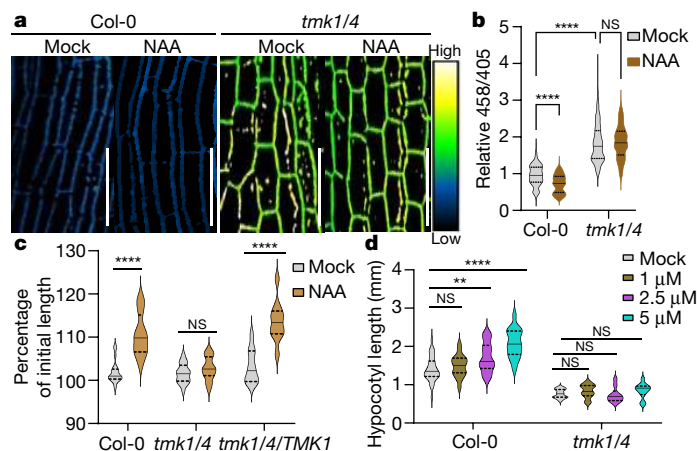 a
Col-0
tmk1/4
Mock
NAA
Mock
NAA
High
Low
b
Relative 458/405
5
4
3
2
1
0
****
****
NS
Mock
NAA
Col-0
tmk1/4
c
Percentage
of initial length
130
120
110
100
90
****
NS
****
Mock
NAA
Col-0
tmk1/4
tmk1/4/TMK1
d
Hypocotyl length (mm)
4
3
2
1
0
****
**
NS
NS
NS
NS
Mock
1 μM
2.5 μM
5 μM
Col-0
tmk1/4